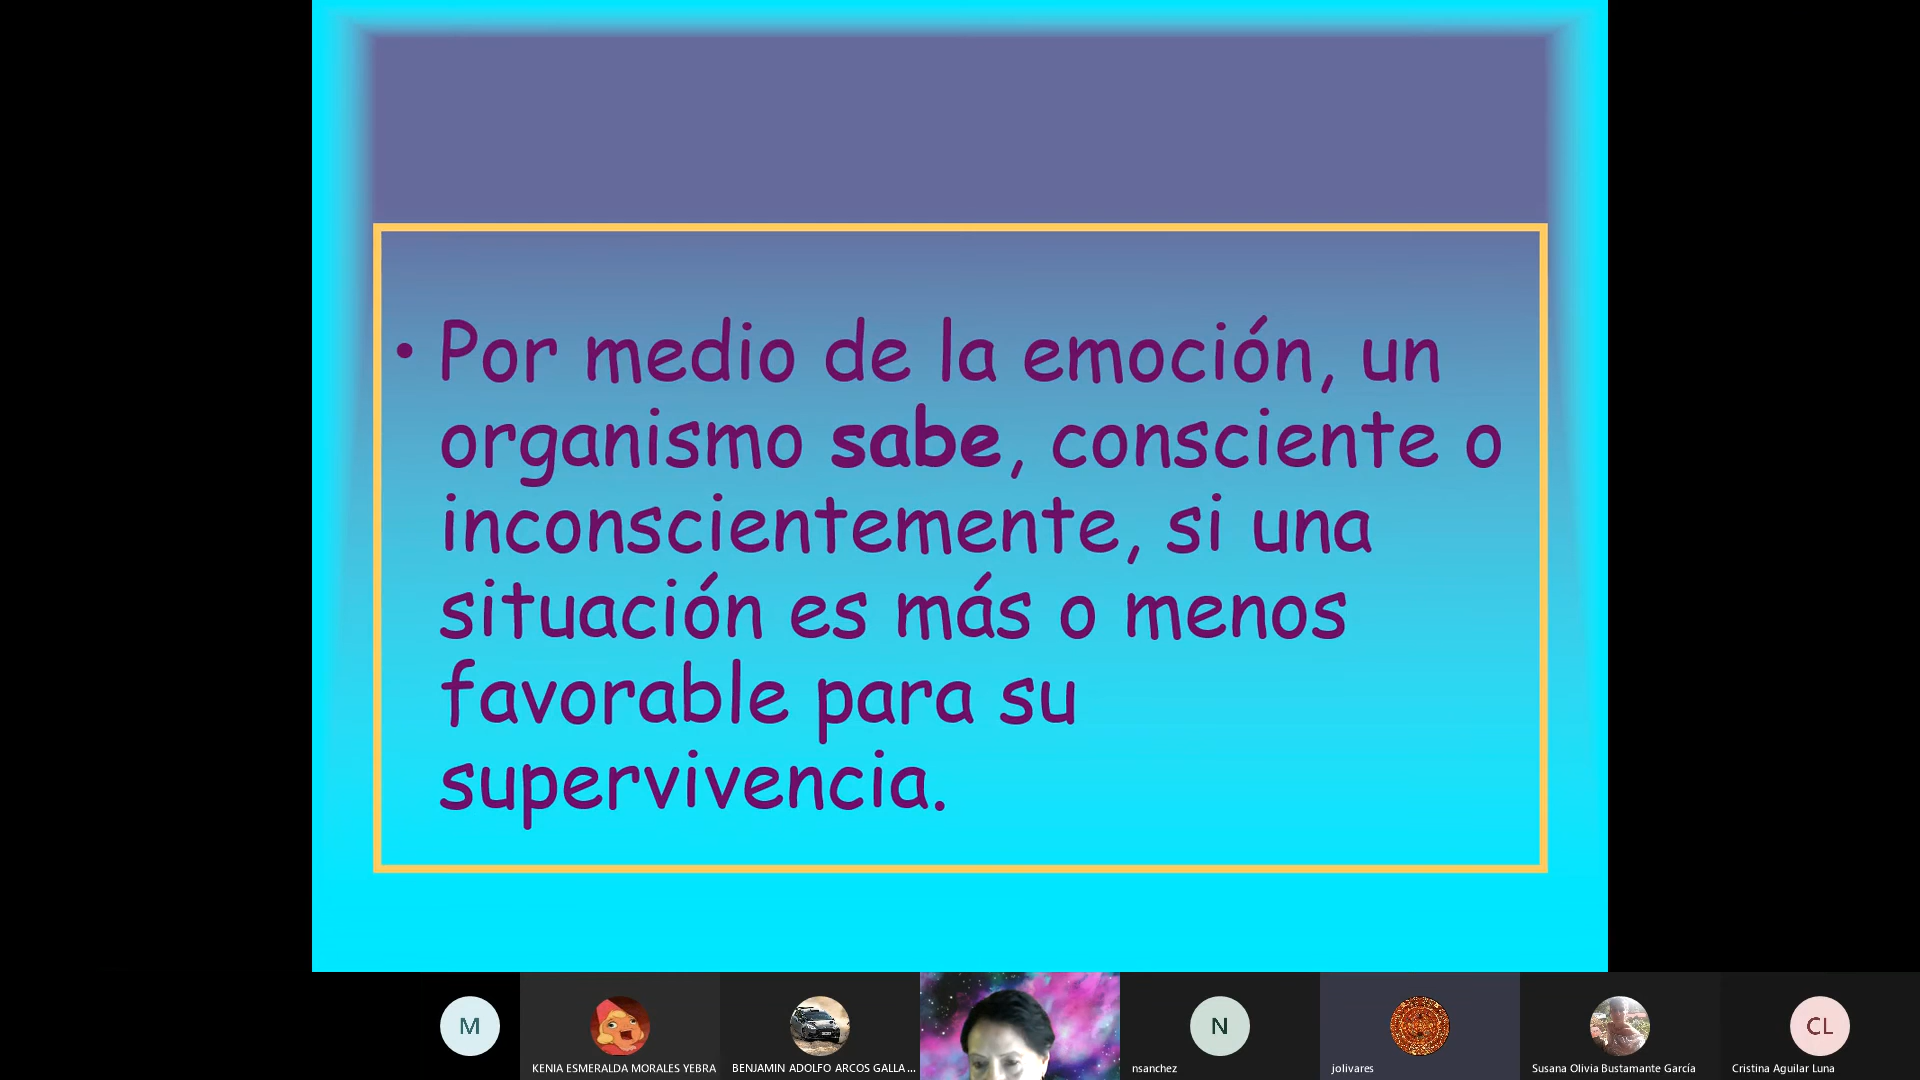 • Por medio de la emoción, un
organismo sabe, consciente o
inconscientemente, si una
situación es más o menos
favorable para su
supervivencia.
M
KENIA ESMERALDA MORALES YEBRA
BENJAMIN ADOLFO ARCOS GALLA...
N
nsanchez
jolivares
Susana Olivia Bustamante García
CL
Cristina Aguilar Luna